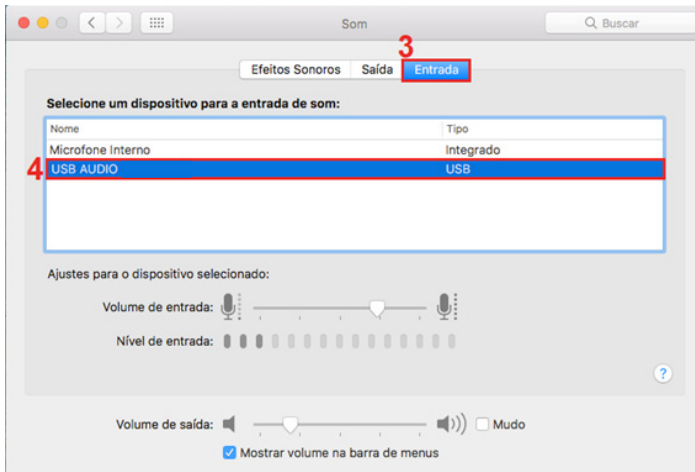 Som
Buscar
3
Efeitos Sonoros Saída Entrada
Selecione um dispositivo para a entrada de som:
Nome Tipo
Microfone Interno Integrado
4 USB AUDIO USB
Ajustes para o dispositivo selecionado:
Volume de entrada:
Nível de entrada:
?
Volume de saída: Mudo
Mostrar volume na barra de menus